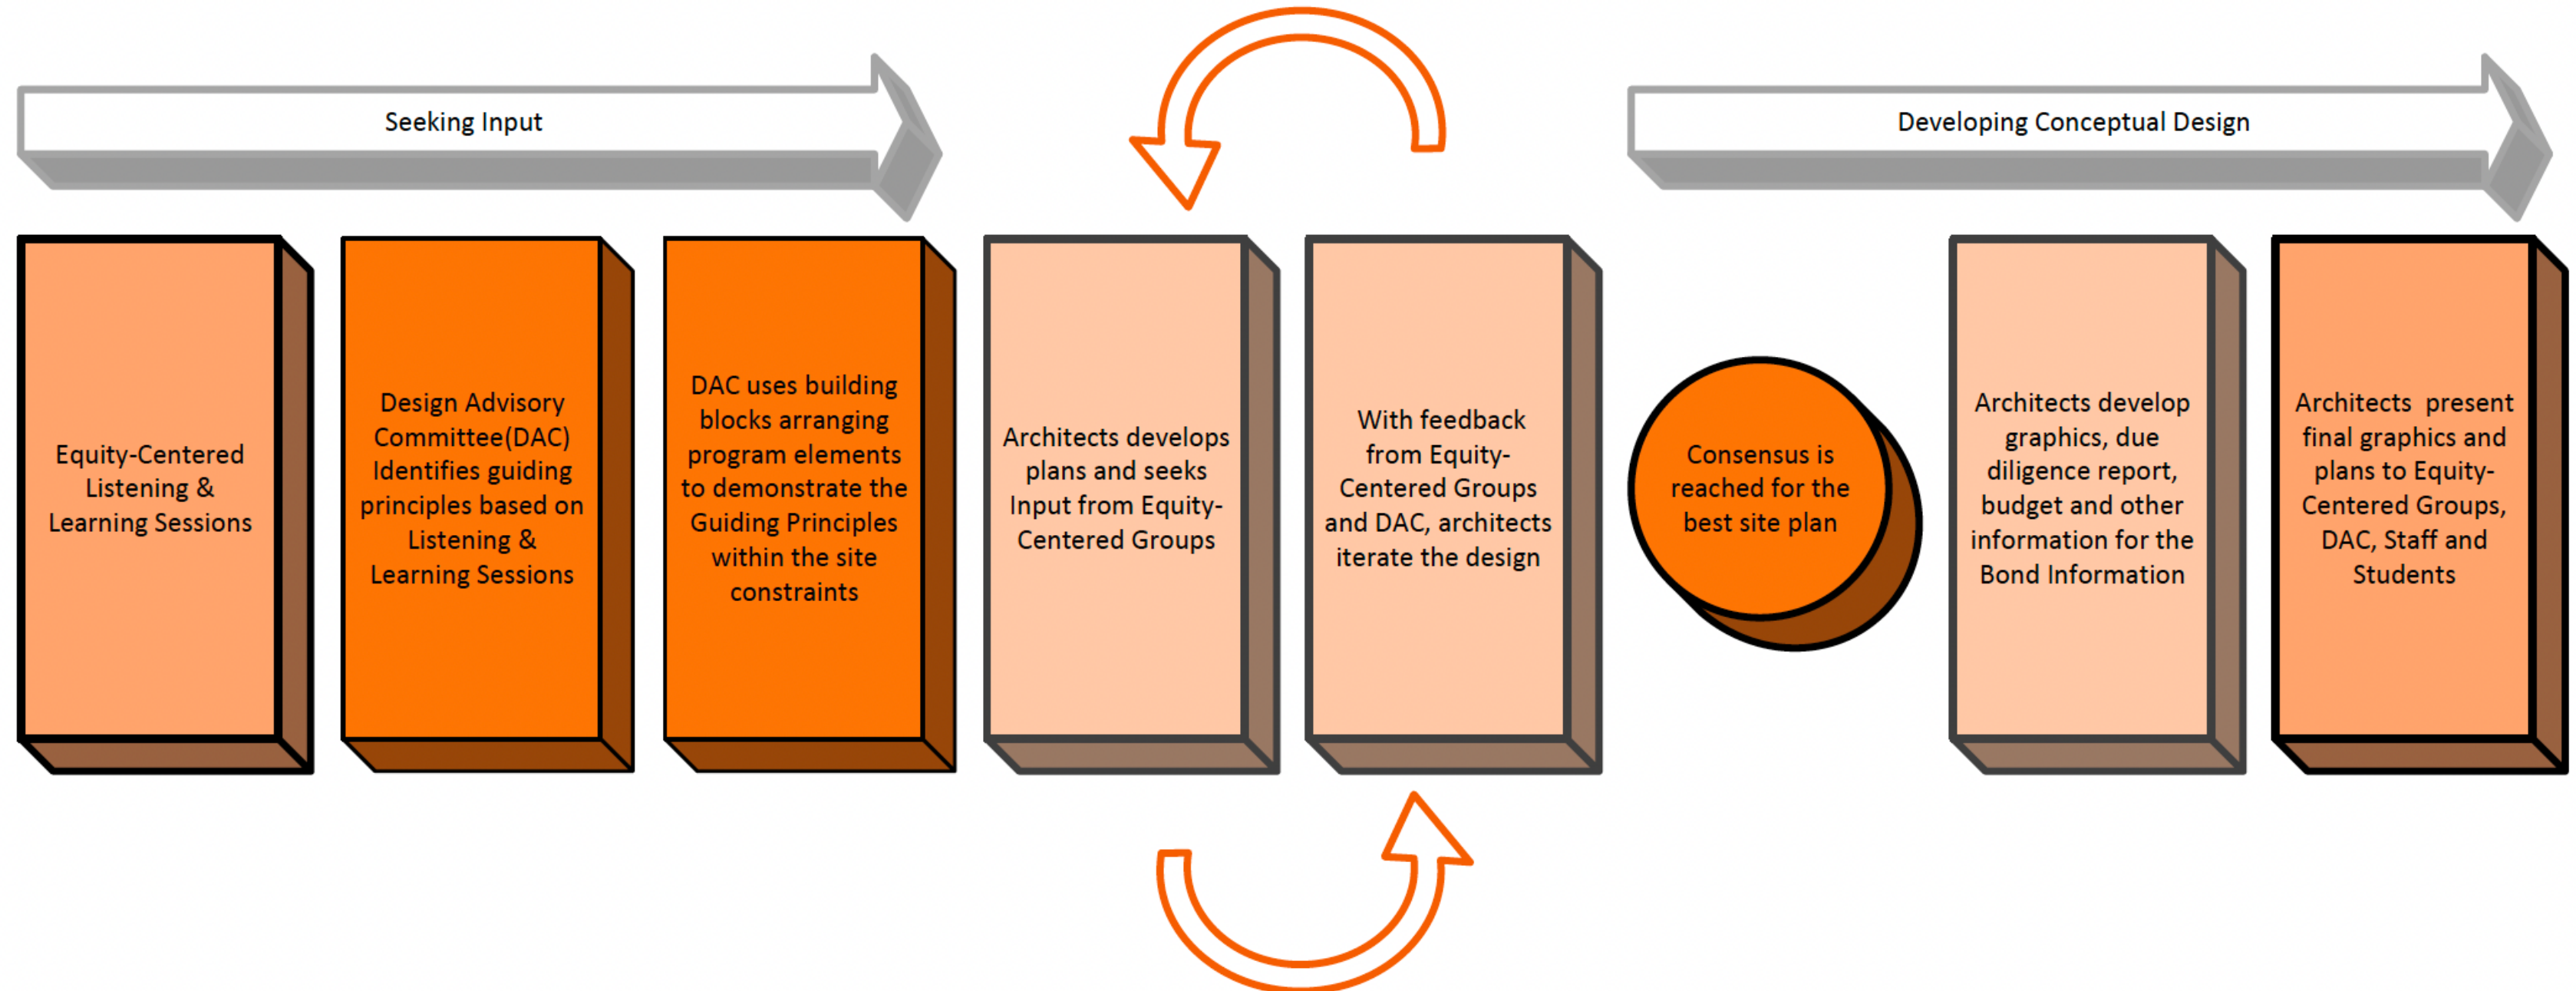 Seeking Input
Developing Conceptual Design
Equity-Centered
Listening &
Learning Sessions
Design Advisory
Committee(DAC)
Identifies guiding
principles based on
Listening &
Learning Sessions
DAC uses building
blocks arranging
program elements
to demonstrate the
Guiding Principles
within the site
constraints
Architects develops
plans and seeks
Input from Equity-
Centered Groups
With feedback
from Equity-
Centered Groups
and DAC, architects
iterate the design
Consensus is
reached for the
best site plan
Architects develop
graphics, due
diligence report,
budget and other
information for the
Bond Information
Architects present
final graphics and
plans to Equity-
Centered Groups,
DAC, Staff and
Students